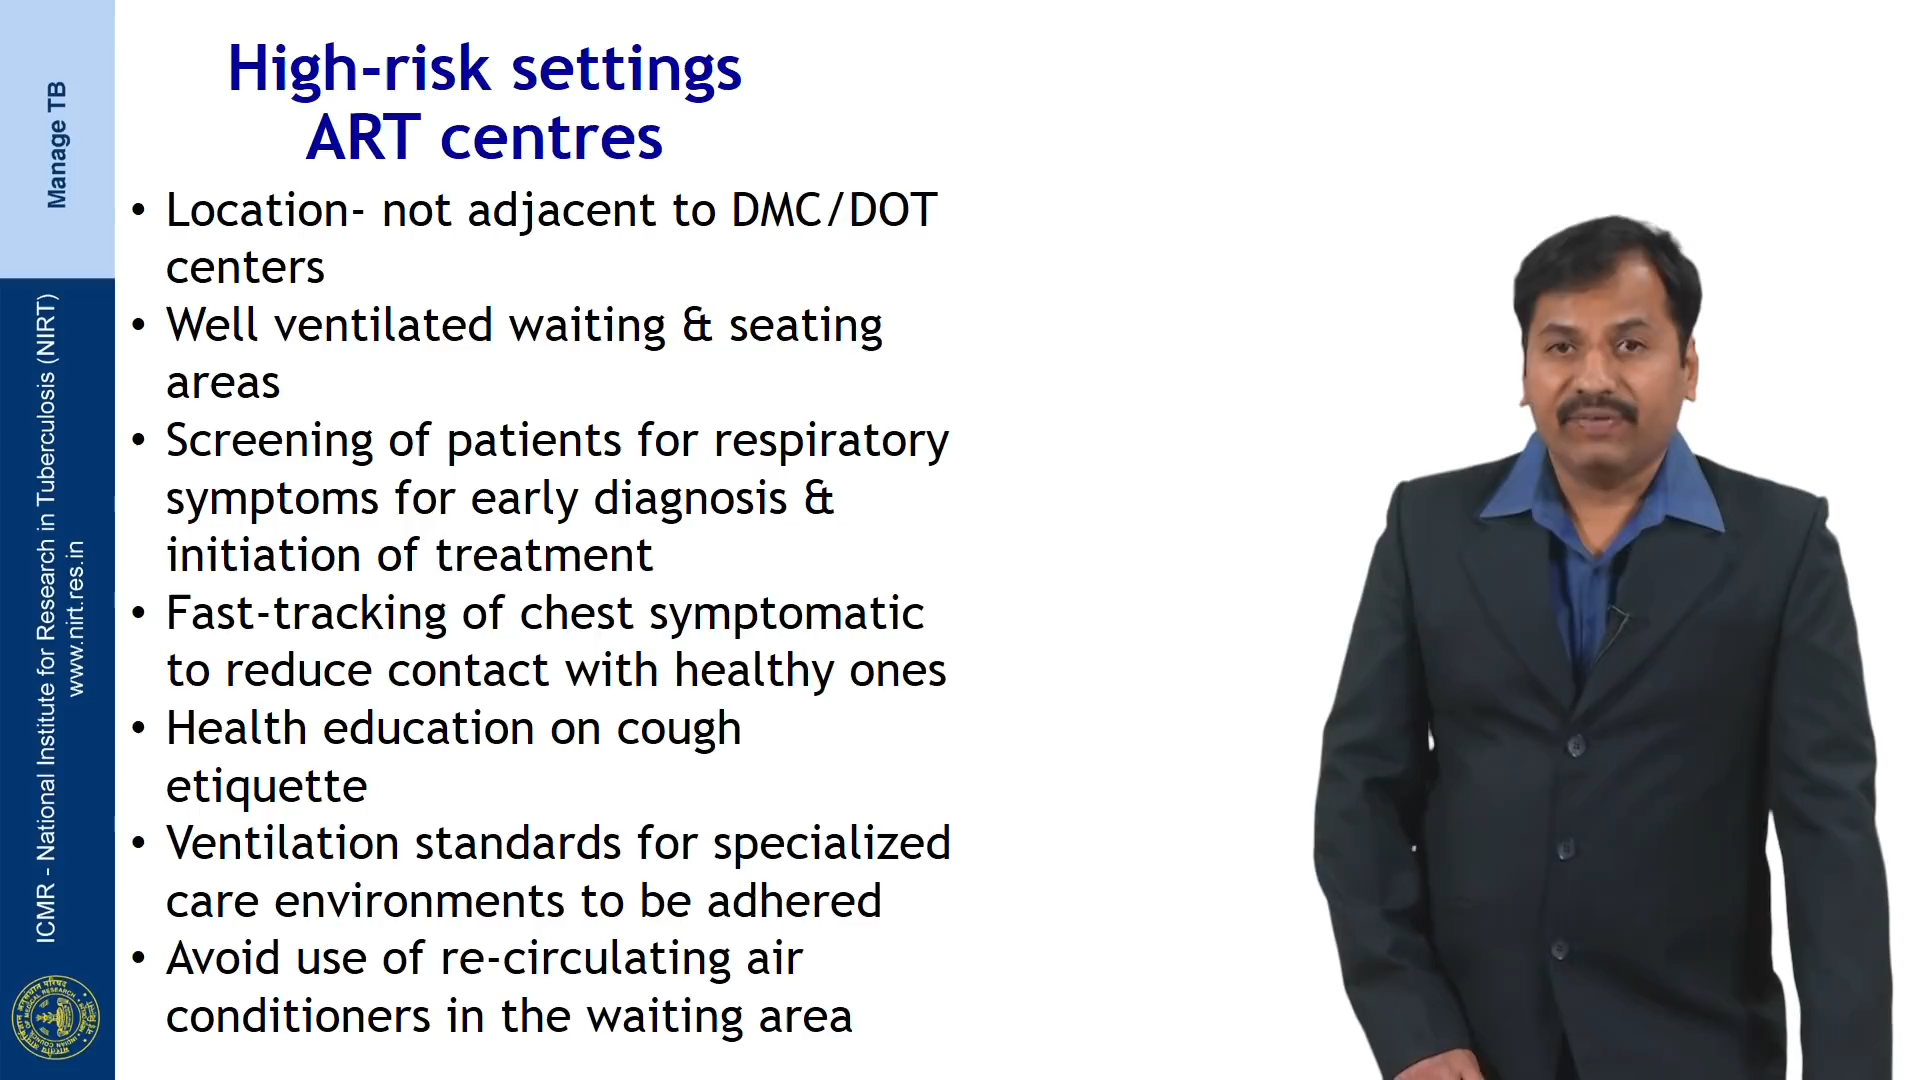 Manage TB
ICMR - National Institute for Research in Tuberculosis (NIRT)
www.nirt.res.in
High-risk settings
ART centres
• Location- not adjacent to DMC/DOT
centers
• Well ventilated waiting & seating
areas
• Screening of patients for respiratory
symptoms for early diagnosis &
initiation of treatment
• Fast-tracking of chest symptomatic
to reduce contact with healthy ones
• Health education on cough
etiquette
• Ventilation standards for specialized
care environments to be adhered
• Avoid use of re-circulating air
conditioners in the waiting area